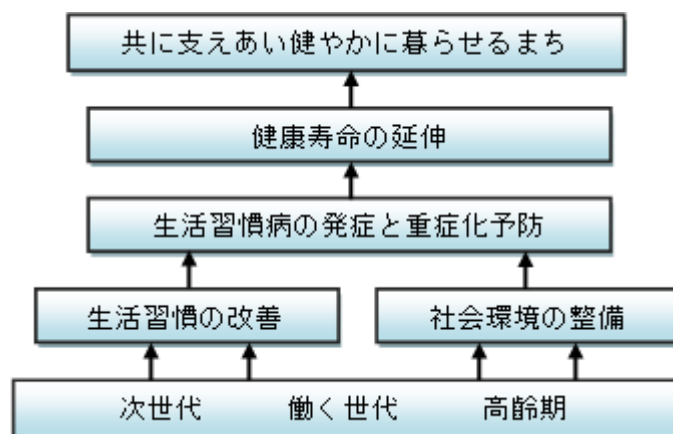 共に支えあい健やかに暮らせるまち
健康寿命の延伸
生活習慣病の発症と重症化予防
生活習慣の改善
社会環境の整備
次世代 働く世代 高齢期